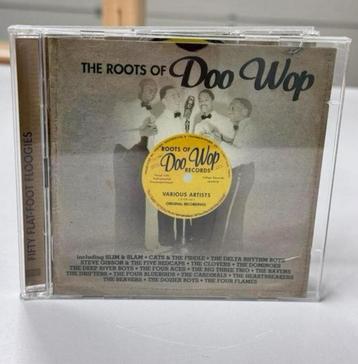 THE ROOTS OF Doo Wop
ROOTS OF
Doo Wop
RECORDS
VARIOUS ARTISTS
ORIGINAL RECORDINGS
including SLIM & SLAM • CATS & THE FIDDLE • THE DELTA RHYTHM BOYS
STEVE GIBSON & THE FIVE REDCAPS • THE CLOVERS • THE DOMINOES
THE DEEP RIVER BOYS • THE FOUR ACES • THE BIG THREE TRIO • THE RAVENS
THE DRIFTERS • THE FOUR BLUEBIRDS • THE CARDINALS • THE HEARTBREAKERS
THE BEAVERS • THE DOZIER BOYS • THE FOUR FLAMES
FIFTY FLAT-FOOT FLOOGIES